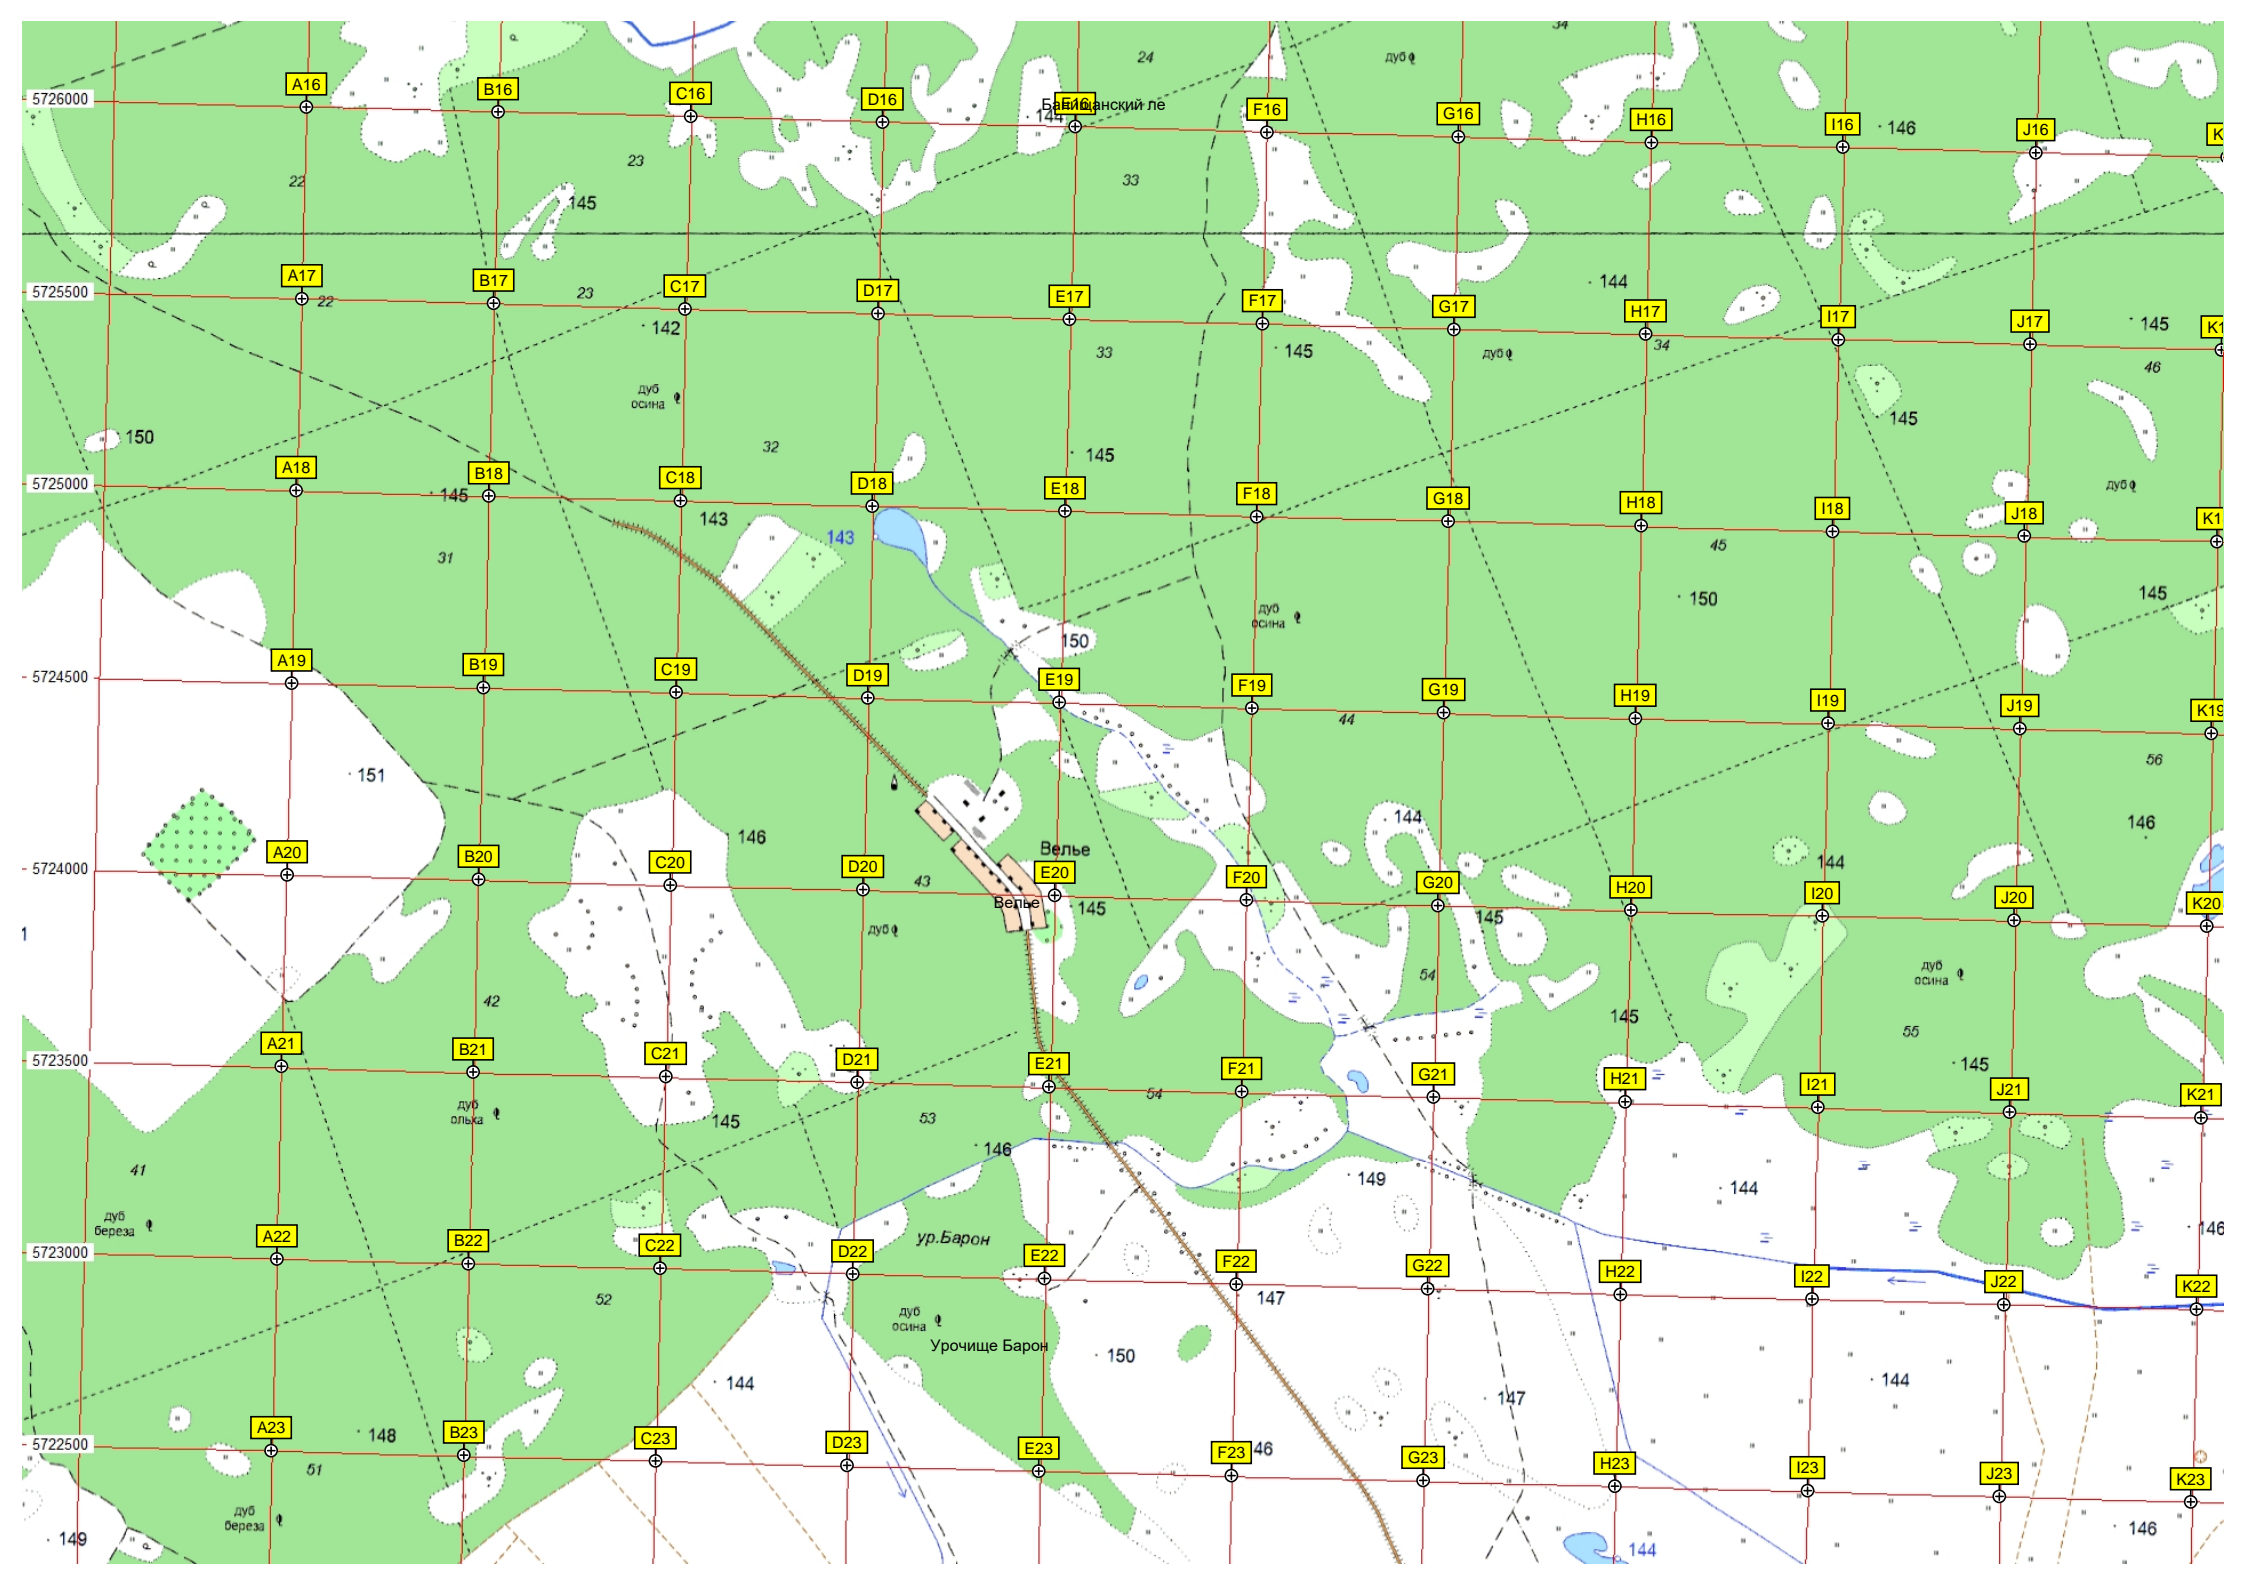 34
24
дуб
5726000
A16
B16
C16
D16
E16
Банищанский ле
144
F16
G16
H16
I16
146
J16
K
22
23
33
145
5725500
A17
22
B17
23
C17
142
D17
E17
33
F17
145
G17
дуб
144
H17
34
I17
J17
145
K1
46
150
дуб
осина
32
145
145
5725000
A18
145
B18
C18
143
D18
143
E18
F18
G18
H18
45
I18
дуб
J18
K1
31
дуб
осина
150
145
150
5724500
A19
B19
C19
D19
E19
F19
44
G19
H19
I19
J19
K19
56
151
146
144
146
Велье
144
5724000
A20
B20
C20
D20
43
E20
Велье
145
F20
G20
145
H20
I20
J20
K20
1
дуб
54
дуб
осина
42
145
55
5723500
A21
B21
C21
D21
E21
54
F21
G21
H21
I21
145
J21
K21
дуб
ольха
145
53
146
41
149
144
дуб
береза
146
5723000
A22
B22
C22
D22
ур.Барон
E22
F22
G22
H22
I22
J22
K22
52
дуб
осина
147
Урочище Барон
150
144
147
144
5722500
A23
148
B23
C23
D23
E23
F23
46
G23
H23
I23
J23
K23
51
дуб
береза
149
144
146